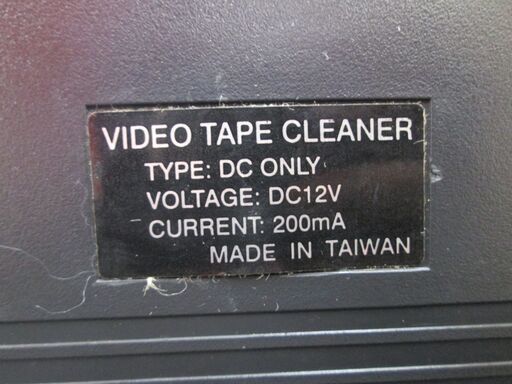 VIDEO TAPE CLEANER
TYPE: DC ONLY
VOLTAGE: DC12V
CURRENT: 200mA
MADE IN TAIWAN